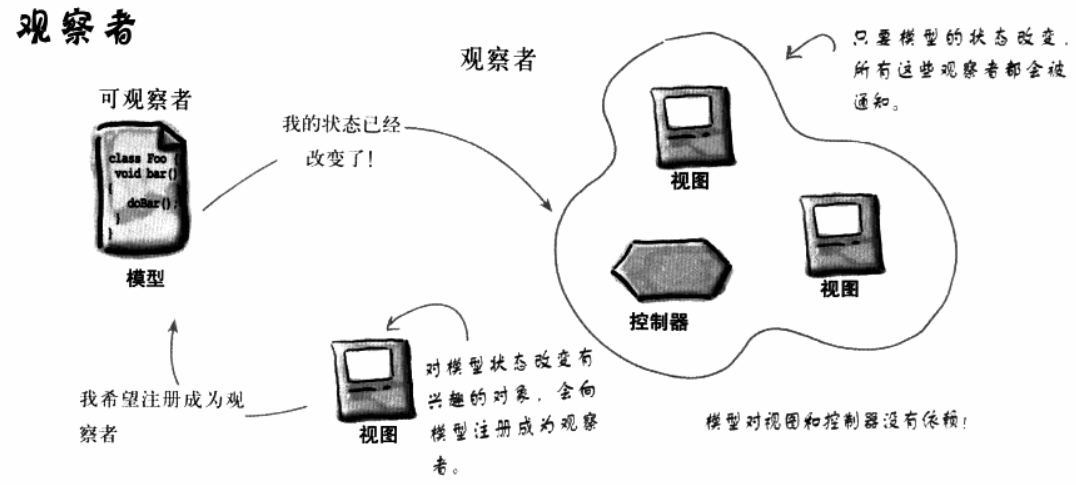 观察者
观察者
只要模型的状态改变，
所有这些观察者都会被
通知。
可观察者
我的状态已经
改变了！
class Foo {
void bar()
{
doBar();
}
}
模型
视图
视图
控制器
我希望注册成为观
察者
视图
对模型状态改变有
兴趣的对象，会向
模型注册成为观察
者。
模型对视图和控制器没有依赖！